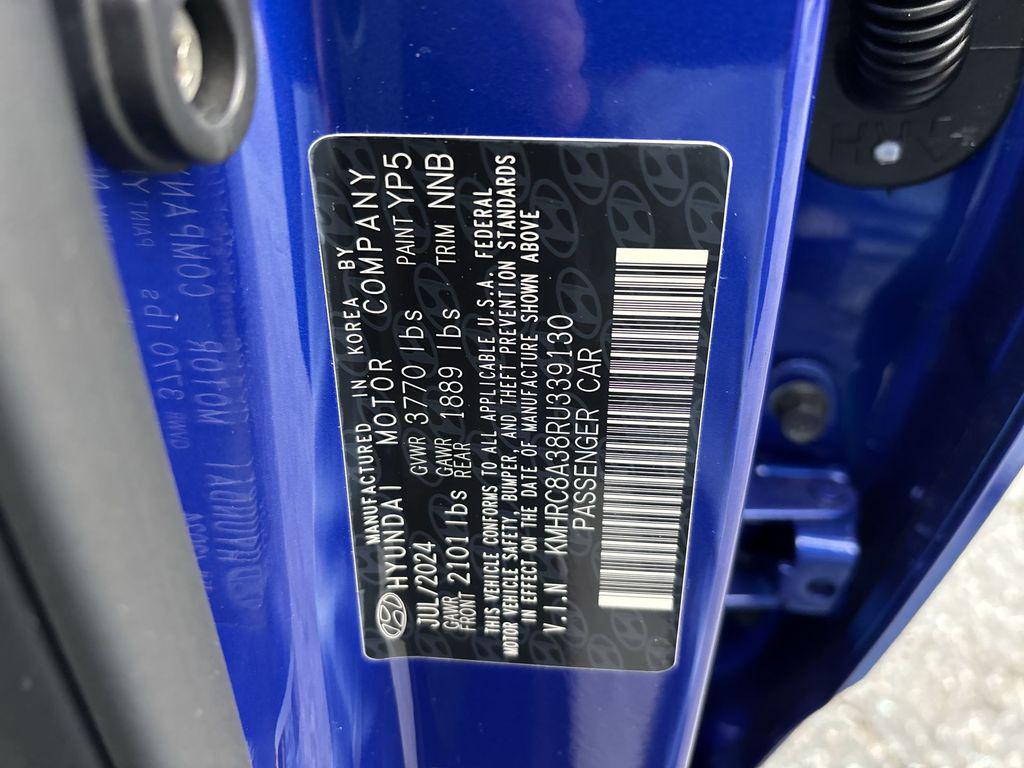 MANUFACTURED IN KOREA BY
HYUNDAI MOTOR COMPANY
JUL/2024 GVWR 3770 lbs PAINT YP5
GAWR FRONT 2101 lbs GAWR REAR 1889 lbs TRIM NNB
THIS VEHICLE CONFORMS TO ALL APPLICABLE U.S.A. FEDERAL
MOTOR VEHICLE SAFETY, BUMPER, AND THEFT PREVENTION STANDARDS
IN EFFECT ON THE DATE OF MANUFACTURE SHOWN ABOVE
V.I.N KMHRC8A38RU339130
PASSENGER CAR